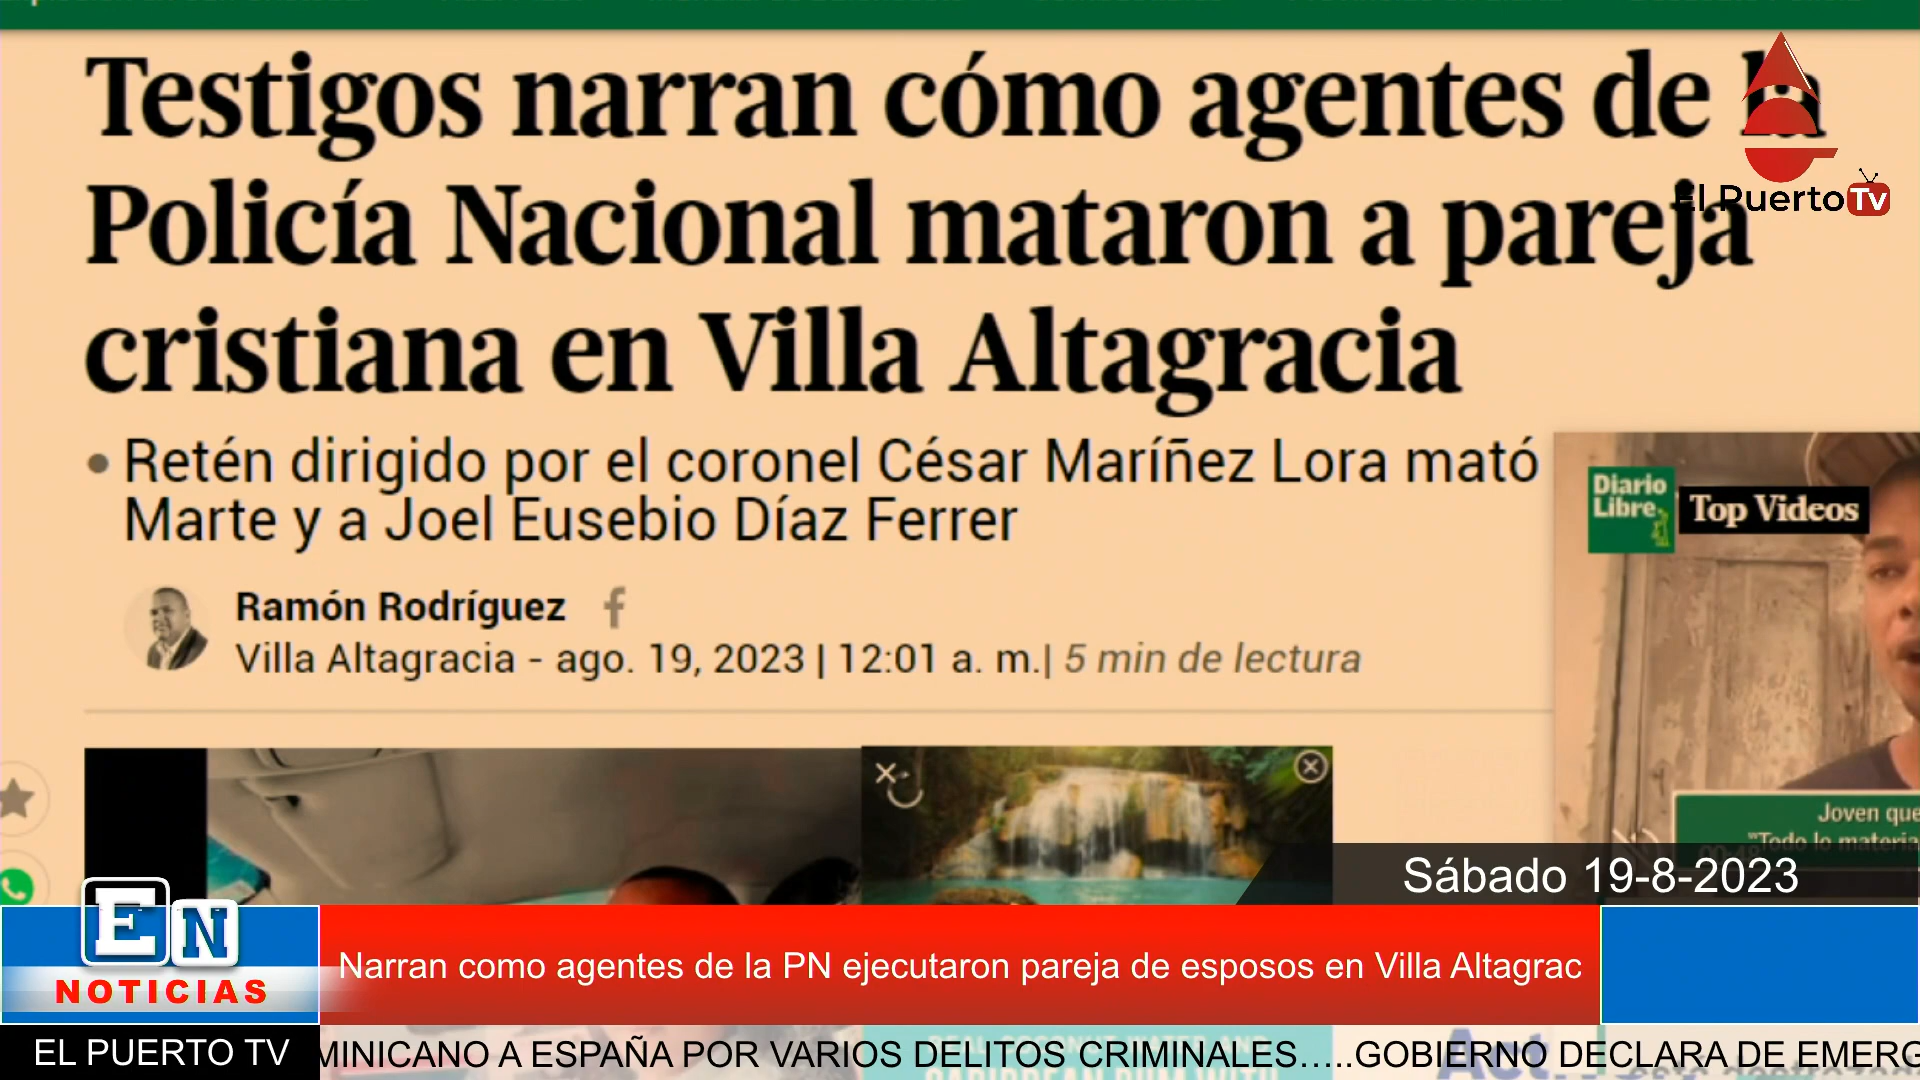 Testigos narran cómo agentes de la
Policía Nacional mataron a pareja
cristiana en Villa Altagracia
El Puerto Tv
• Retén dirigido por el coronel César Maríñez Lora mató
Marte y a Joel Eusebio Díaz Ferrer
Diario
Libre
Top Videos
Ramón Rodríguez
Villa Altagracia - ago. 19, 2023 | 12:01 a. m.| 5 min de lectura
Joven que
"Todo lo materia
Sábado 19-8-2023
EN
NOTICIAS
Narran como agentes de la PN ejecutaron pareja de esposos en Villa Altagrac
EL PUERTO TV
MINICANO A ESPAÑA POR VARIOS DELITOS CRIMINALES…..GOBIERNO DECLARA DE EMERG